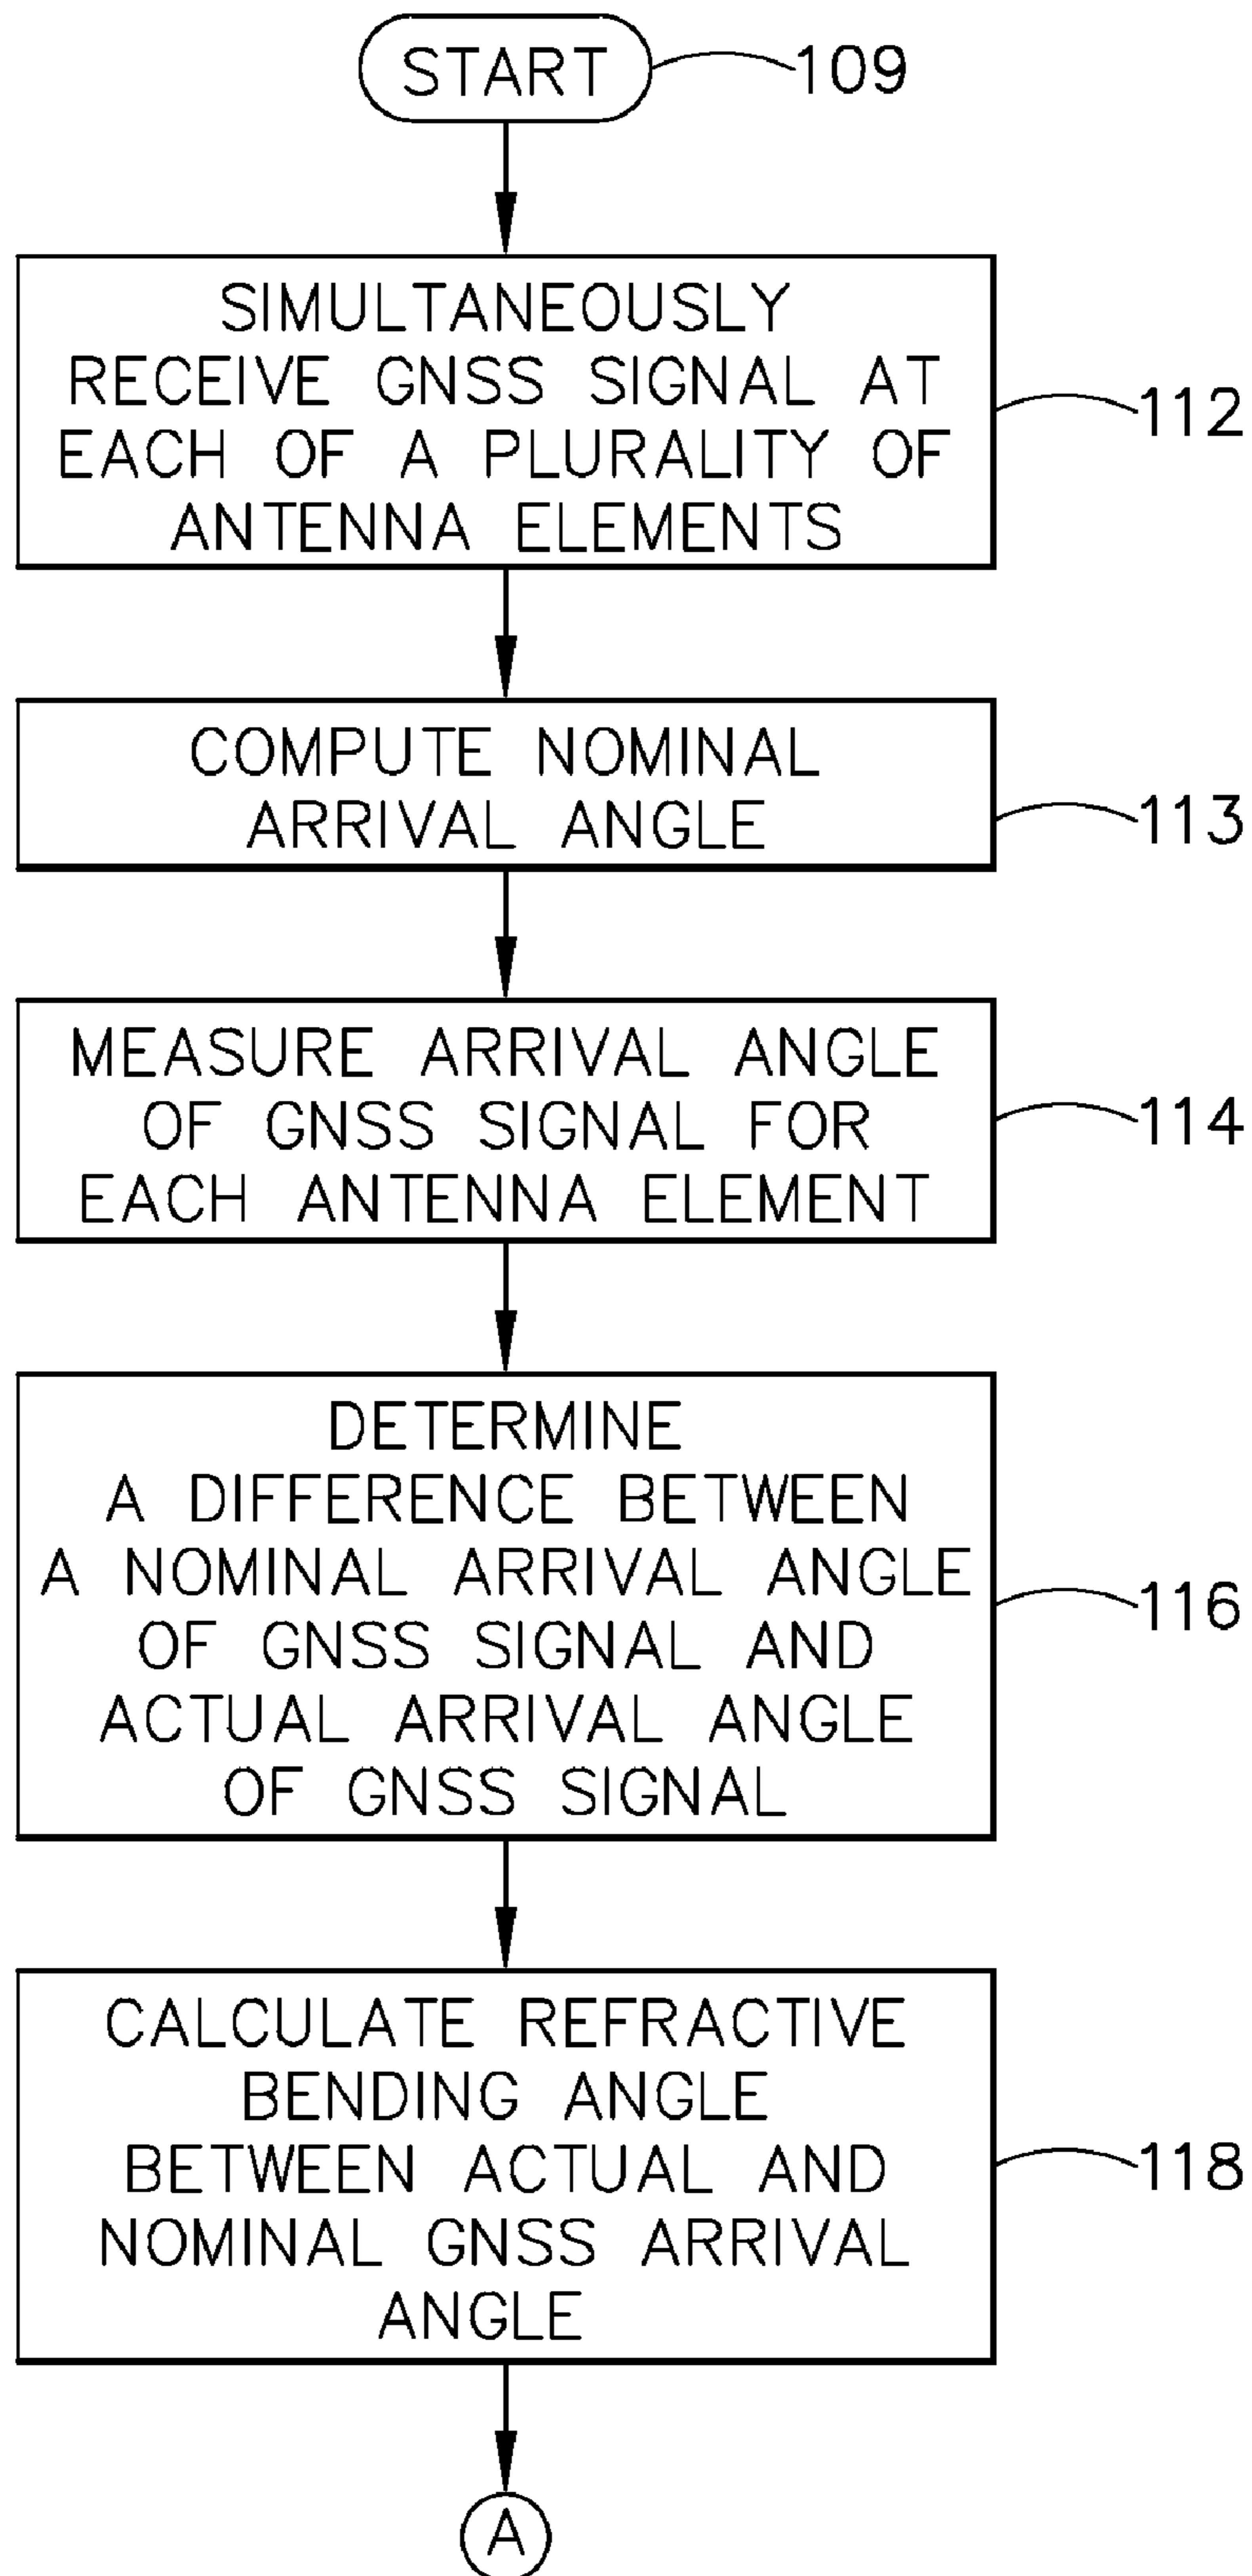 START
109
SIMULTANEOUSLY
RECEIVE GNSS SIGNAL AT
EACH OF A PLURALITY OF
ANTENNA ELEMENTS
112
COMPUTE NOMINAL
ARRIVAL ANGLE
113
MEASURE ARRIVAL ANGLE
OF GNSS SIGNAL FOR
EACH ANTENNA ELEMENT
114
DETERMINE
A DIFFERENCE BETWEEN
A NOMINAL ARRIVAL ANGLE
OF GNSS SIGNAL AND
ACTUAL ARRIVAL ANGLE
OF GNSS SIGNAL
116
CALCULATE REFRACTIVE
BENDING ANGLE
BETWEEN ACTUAL AND
NOMINAL GNSS ARRIVAL
ANGLE
118
A